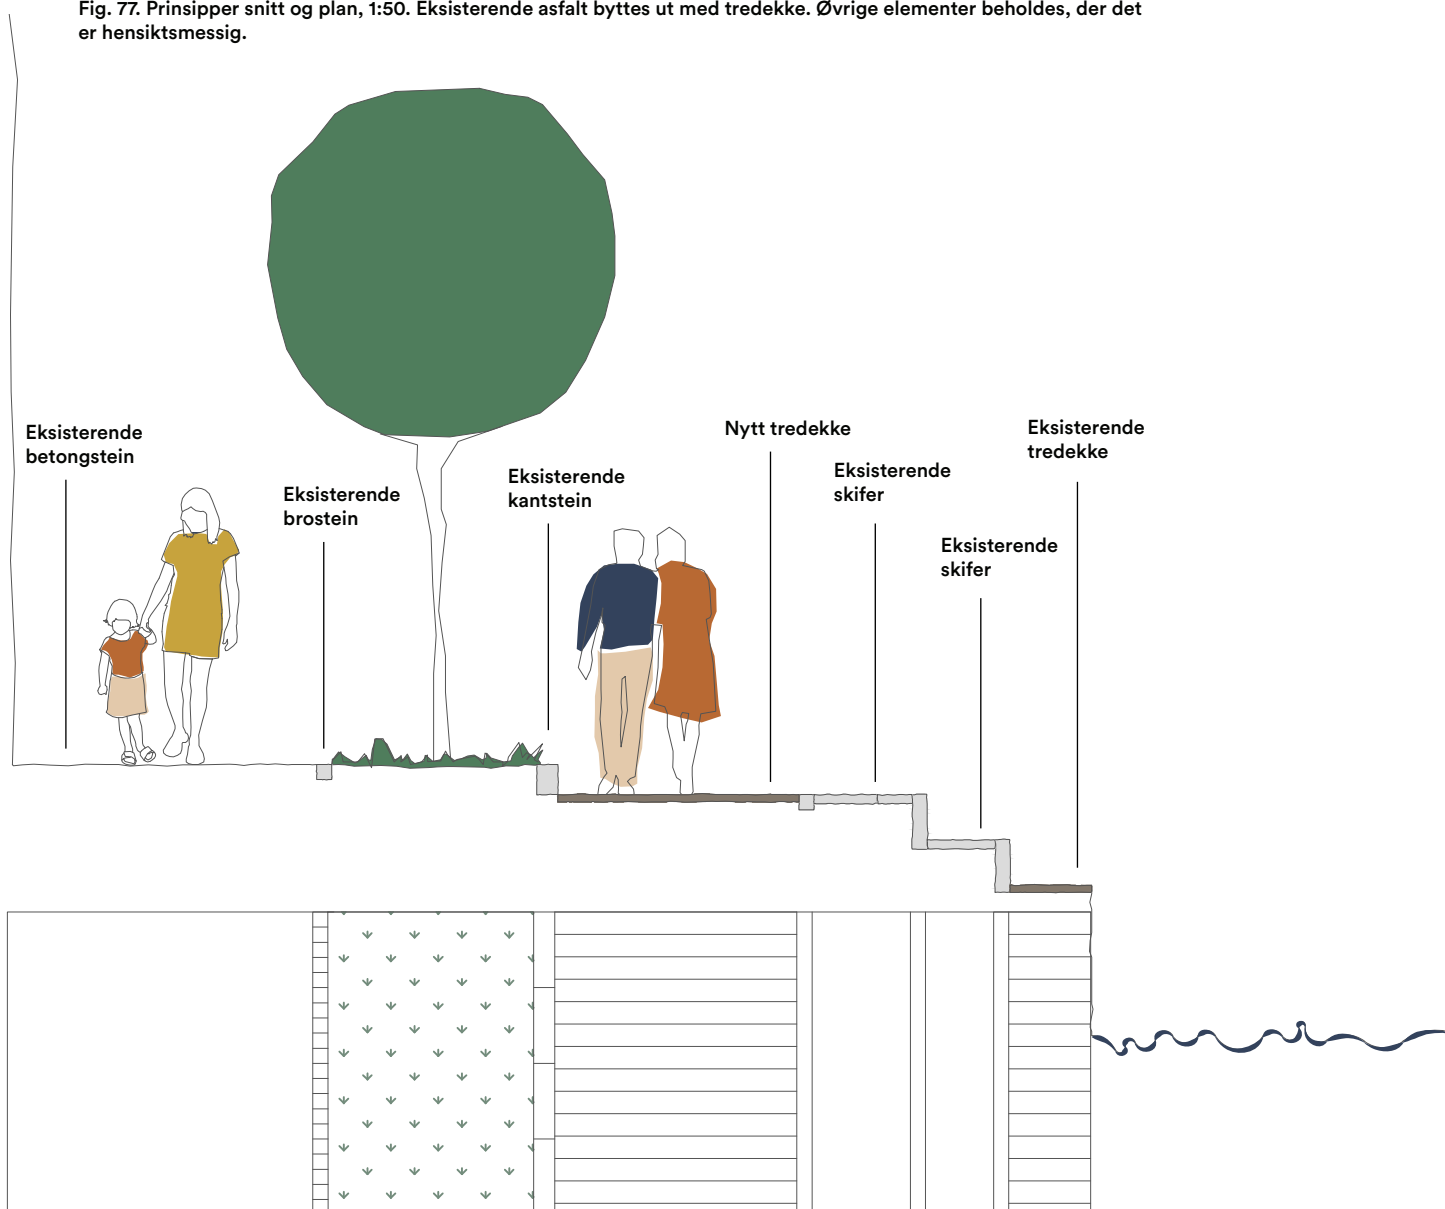 Fig. 77. Prinsipper snitt og plan, 1:50. Eksisterende asfalt byttes ut med tredekke. Øvrige elementer beholdes, der det
er hensiktsmessig.
Eksisterende
betongstein
Eksisterende
brostein
Eksisterende
kantstein
Nytt tredekke
Eksisterende
skifer
Eksisterende
skifer
Eksisterende
tredekke